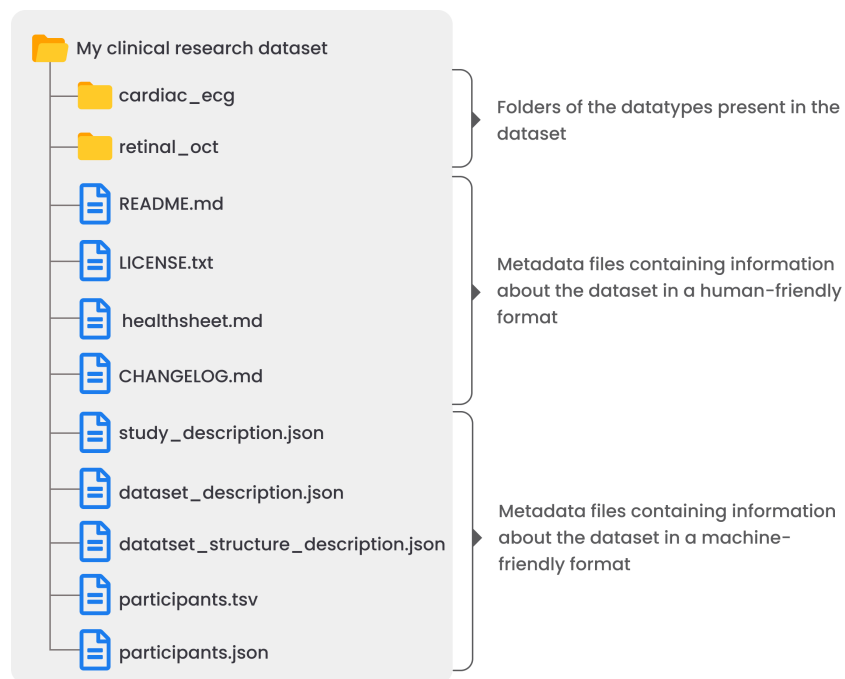 My clinical research dataset
cardiac_ecg
Folders of the datatypes present in the
dataset
retinal_oct
README.md
LICENSE.txt
healthsheet.md
CHANGELOG.md
Metadata files containing information
about the dataset in a human-friendly
format
study_description.json
dataset_description.json
datatset_structure_description.json
participants.tsv
participants.json
Metadata files containing information
about the dataset in a machine-
friendly format